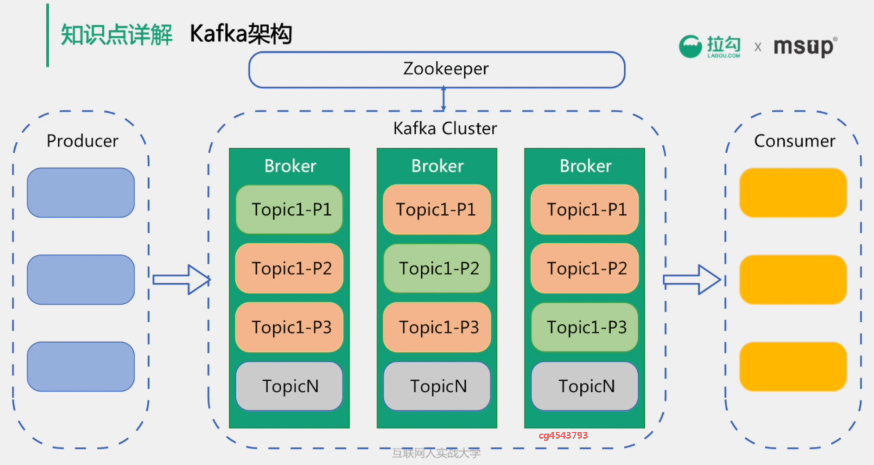 知识点详解 Kafka架构
拉勾 LAGOU.COM x msup®
Zookeeper
Producer
Kafka Cluster
Consumer
Broker
Topic1-P1
Topic1-P2
Topic1-P3
TopicN
Broker
Topic1-P1
Topic1-P2
Topic1-P3
TopicN
Broker
Topic1-P1
Topic1-P2
Topic1-P3
TopicN
cg4543793
互联网人实战大学